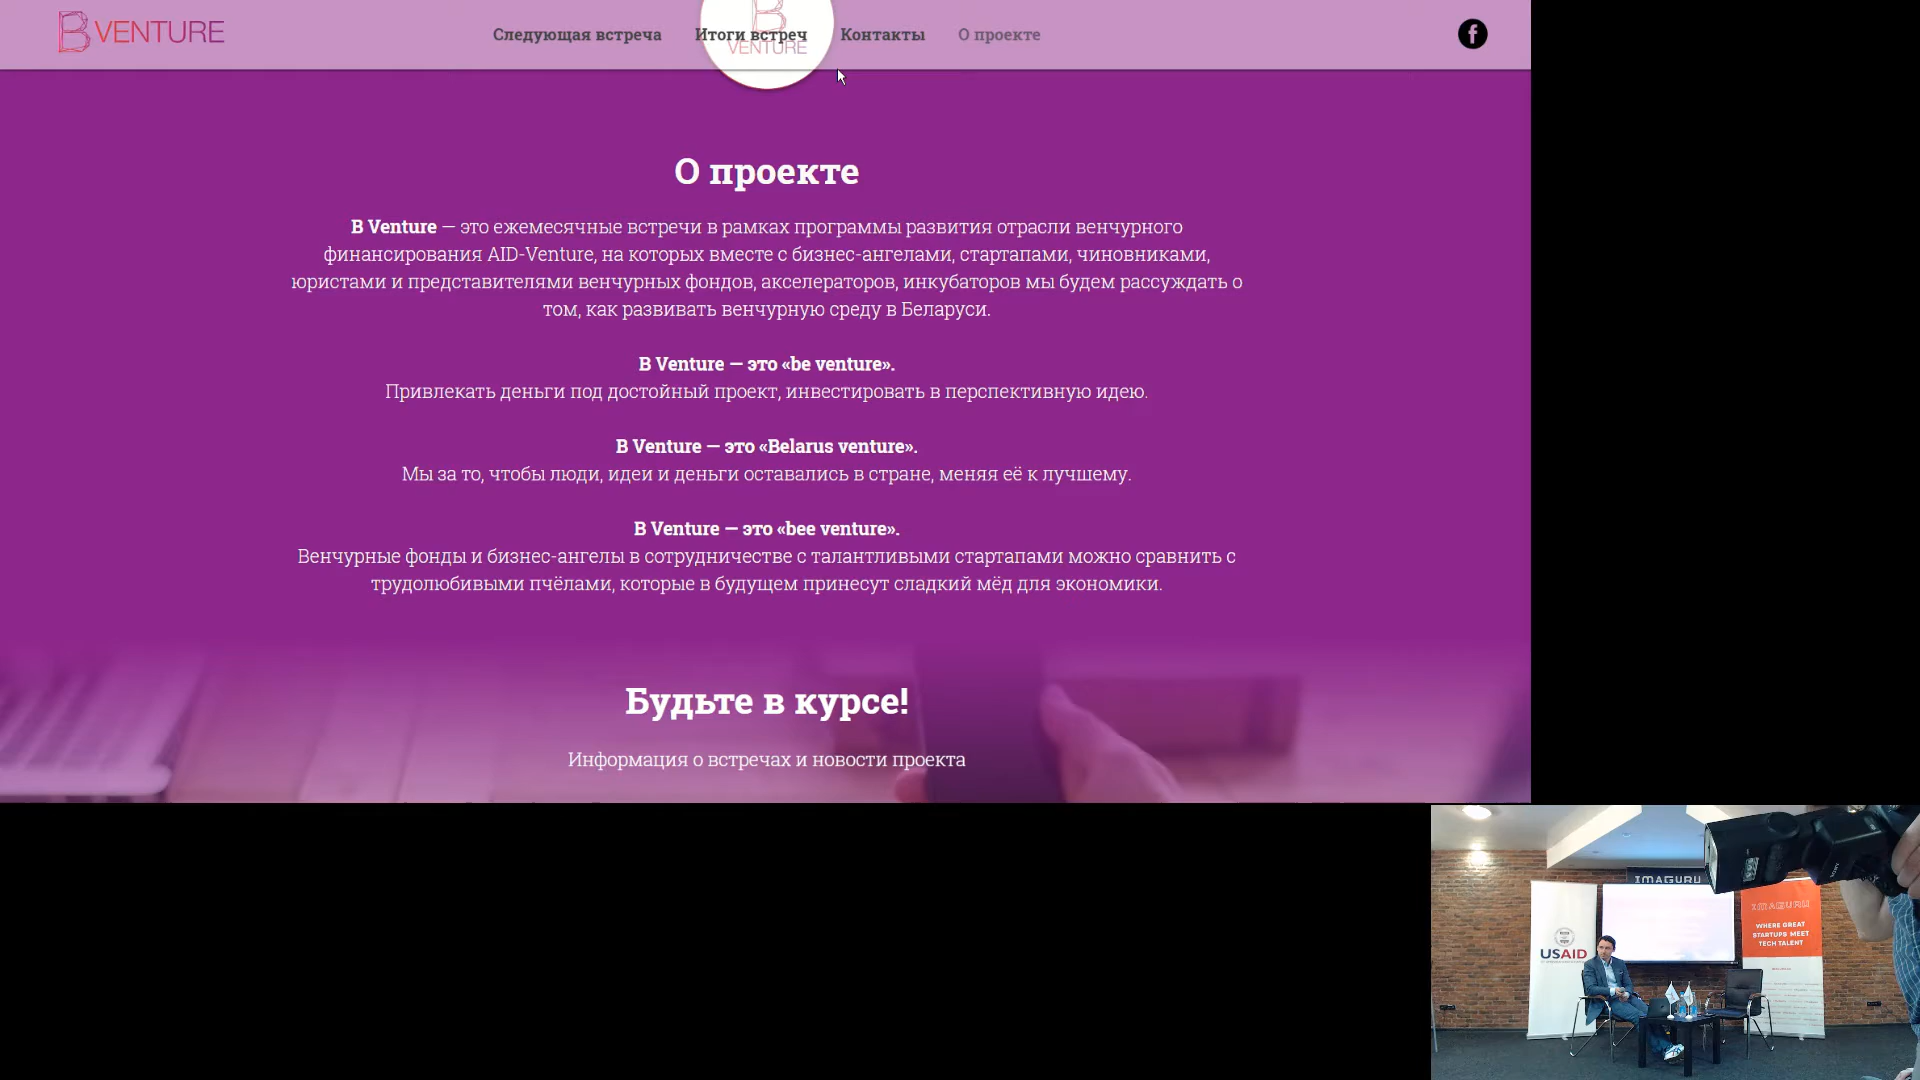 B VENTURE
Следующая встреча
Итоги встреч
Контакты
О проекте
B
VENTURE
f
О проекте
B Venture — это ежемесячные встречи в рамках программы развития отрасли венчурного
финансирования AID-Venture, на которых вместе с бизнес-ангелами, стартапами, чиновниками,
юристами и представителями венчурных фондов, акселераторов, инкубаторов мы будем рассуждать о
том, как развивать венчурную среду в Беларуси.
B Venture — это «be venture».
Привлекать деньги под достойный проект, инвестировать в перспективную идею.
B Venture — это «Belarus venture».
Мы за то, чтобы люди, идеи и деньги оставались в стране, меняя её к лучшему.
B Venture — это «bee venture».
Венчурные фонды и бизнес-ангелы в сотрудничестве с талантливыми стартапами можно сравнить с
трудолюбивыми пчёлами, которые в будущем принесут сладкий мёд для экономики.
Будьте в курсе!
Информация о встречах и новости проекта
IMAGURU
USAID
IMAGURU
WHERE GREAT
STARTUPS MEET
TECH TALENT